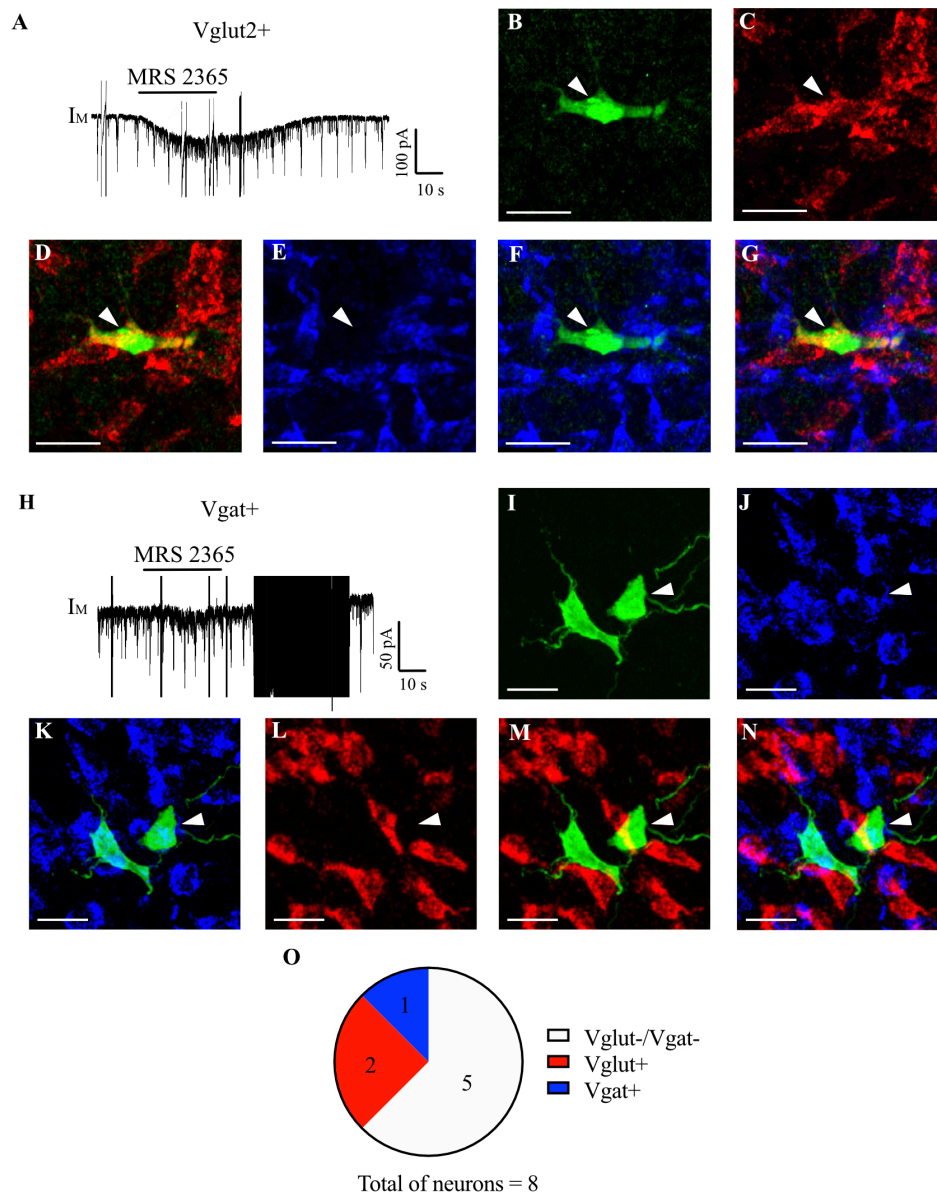 A
Vglut2+
MRS 2365
IM
100 pA
10 s
B
C
D
E
F
G
H
Vgat+
MRS 2365
IM
50 pA
10 s
I
J
K
L
M
N
O
1
2
5
Vglut-/Vgat-
Vglut+
Vgat+
Total of neurons = 8